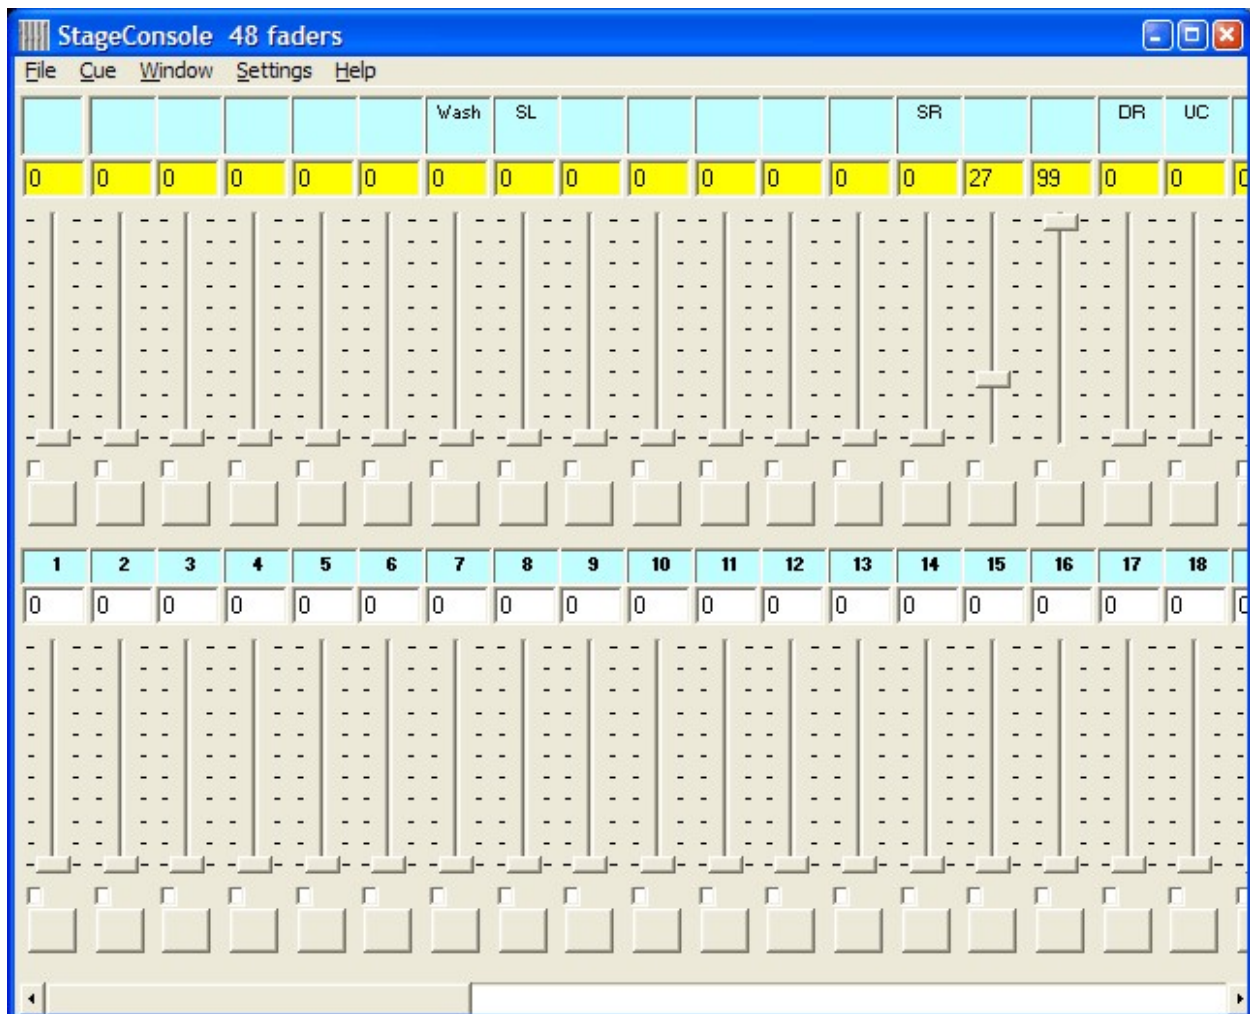 StageConsole 48 faders
File Cue Window Settings Help
Wash SL SR DR UC
0 0 0 0 0 0 0 0 0 0 0 0 0 0 27 99 0 0
1 2 3 4 5 6 7 8 9 10 11 12 13 14 15 16 17 18
0 0 0 0 0 0 0 0 0 0 0 0 0 0 0 0 0 0